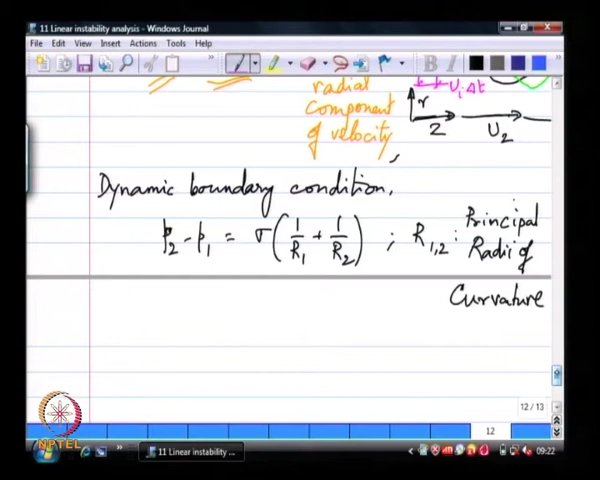 11 Linear instability analysis - Windows Journal
File Edit View Insert Actions Tools Help
B I
radial
component
of velocity
U₁Δt
r
Z U₂
Dynamic boundary condition,
p₂ - p₁ = σ(1/R₁ + 1/R₂) ; R₁,₂ : Principal
Radii of
Curvature
12 / 13
12
NPTEL
11 Linear instability ...
09:22